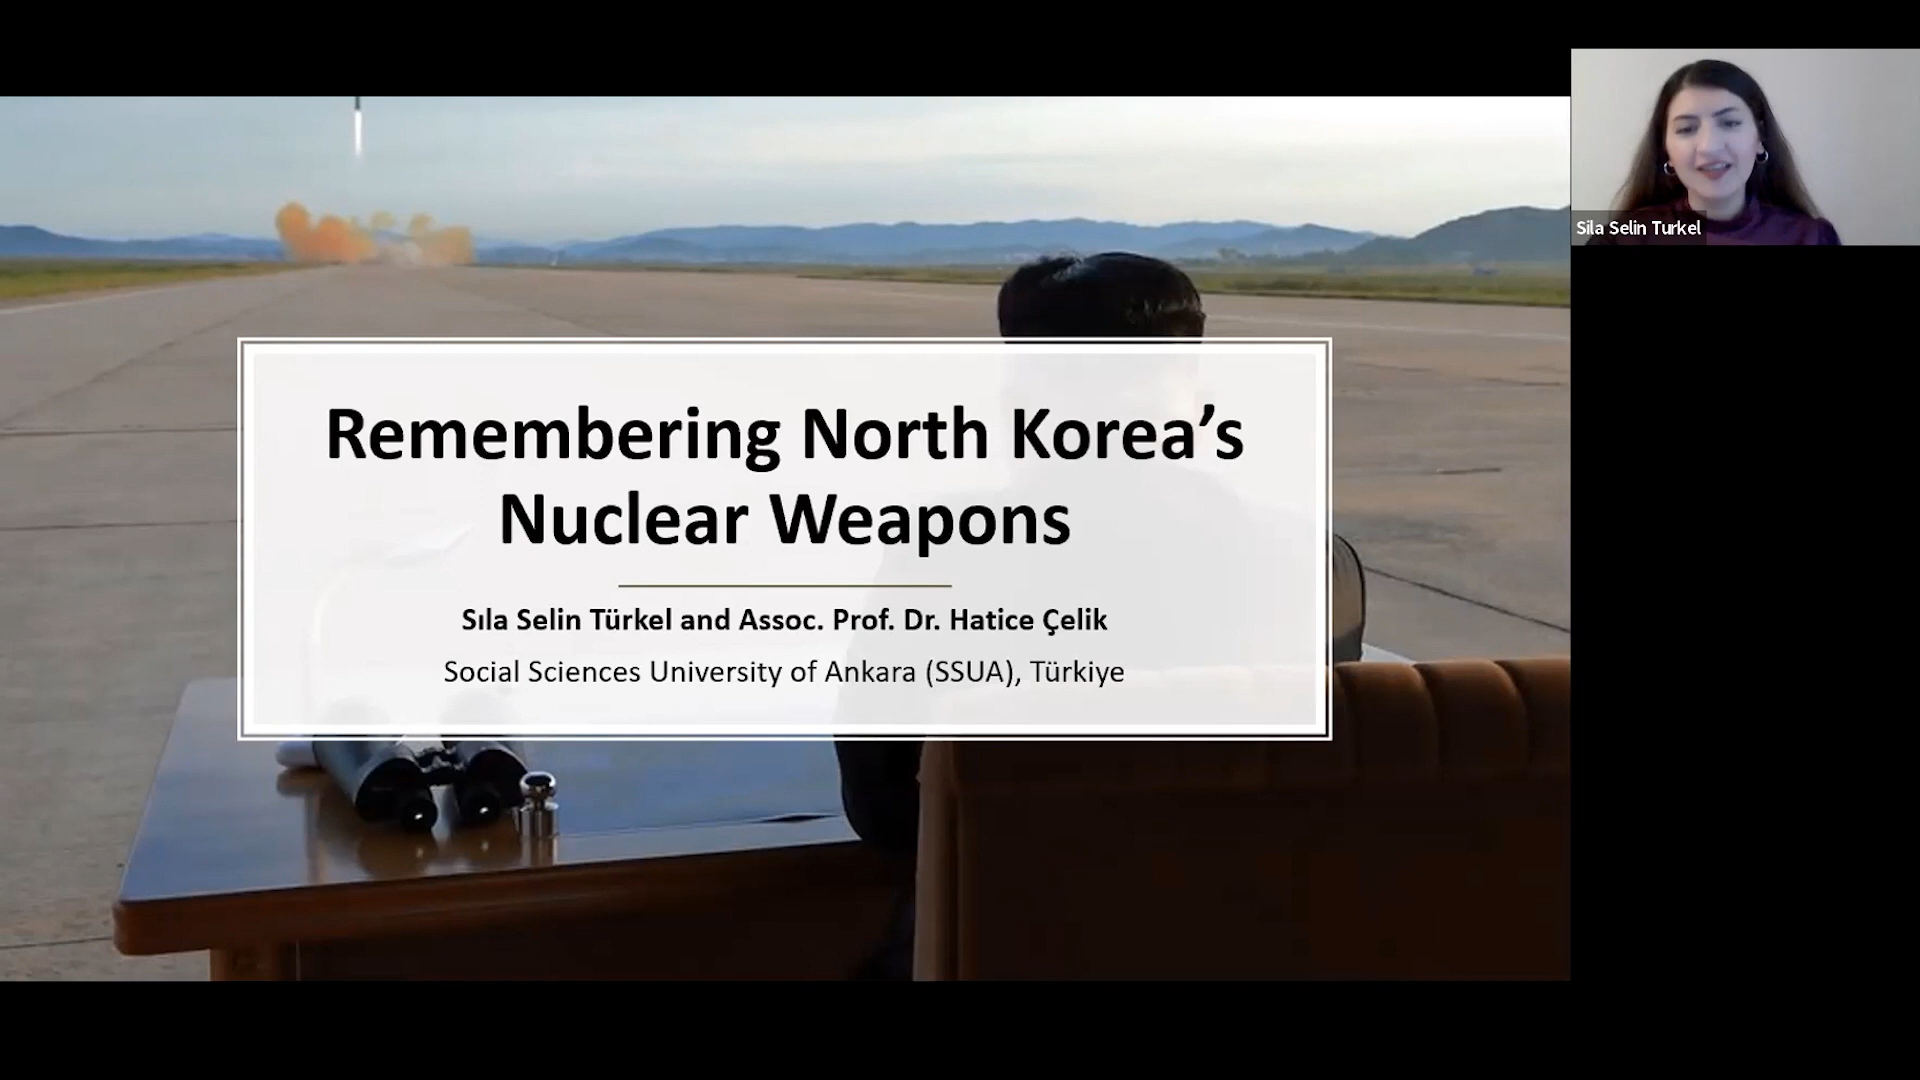 Remembering North Korea’s
Nuclear Weapons
Sıla Selin Türkel and Assoc. Prof. Dr. Hatice Çelik
Social Sciences University of Ankara (SSUA), Türkiye
Sila Selin Turkel